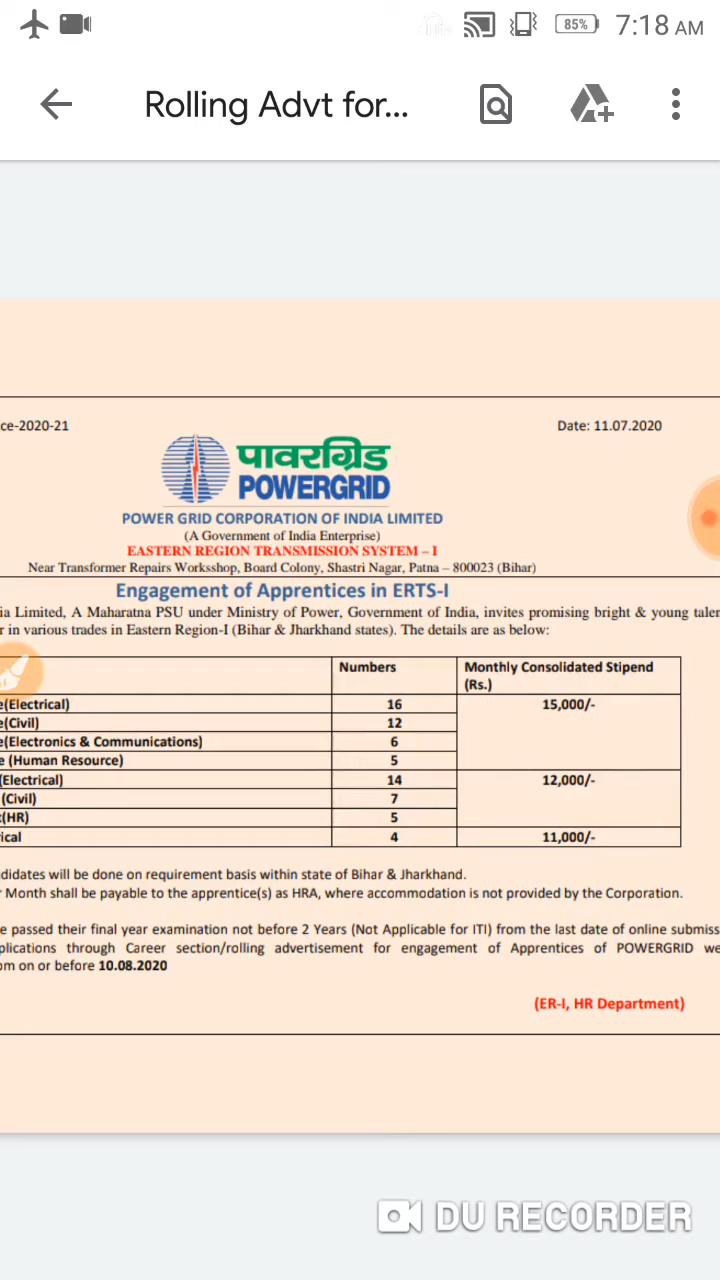 85% 7:18 AM
Rolling Advt for...
ce-2020-21 Date: 11.07.2020
पावरग्रिड
POWERGRID
POWER GRID CORPORATION OF INDIA LIMITED
(A Government of India Enterprise)
EASTERN REGION TRANSMISSION SYSTEM – I
Near Transformer Repairs Worksshop, Board Colony, Shastri Nagar, Patna – 800023 (Bihar)
Engagement of Apprentices in ERTS-I
ia Limited, A Maharatna PSU under Ministry of Power, Government of India, invites promising bright & young talen
r in various trades in Eastern Region-I (Bihar & Jharkhand states). The details are as below:
Numbers Monthly Consolidated Stipend
(Rs.)
e(Electrical) 16 15,000/-
e(Civil) 12
e(Electronics & Communications) 6
e (Human Resource) 5
(Electrical) 14 12,000/-
(Civil) 7
t(HR) 5
ical 4 11,000/-
didates will be done on requirement basis within state of Bihar & Jharkhand.
r Month shall be payable to the apprentice(s) as HRA, where accommodation is not provided by the Corporation.
e passed their final year examination not before 2 Years (Not Applicable for ITI) from the last date of online submiss
plications through Career section/rolling advertisement for engagement of Apprentices of POWERGRID we
om on or before 10.08.2020
(ER-I, HR Department)
DU RECORDER